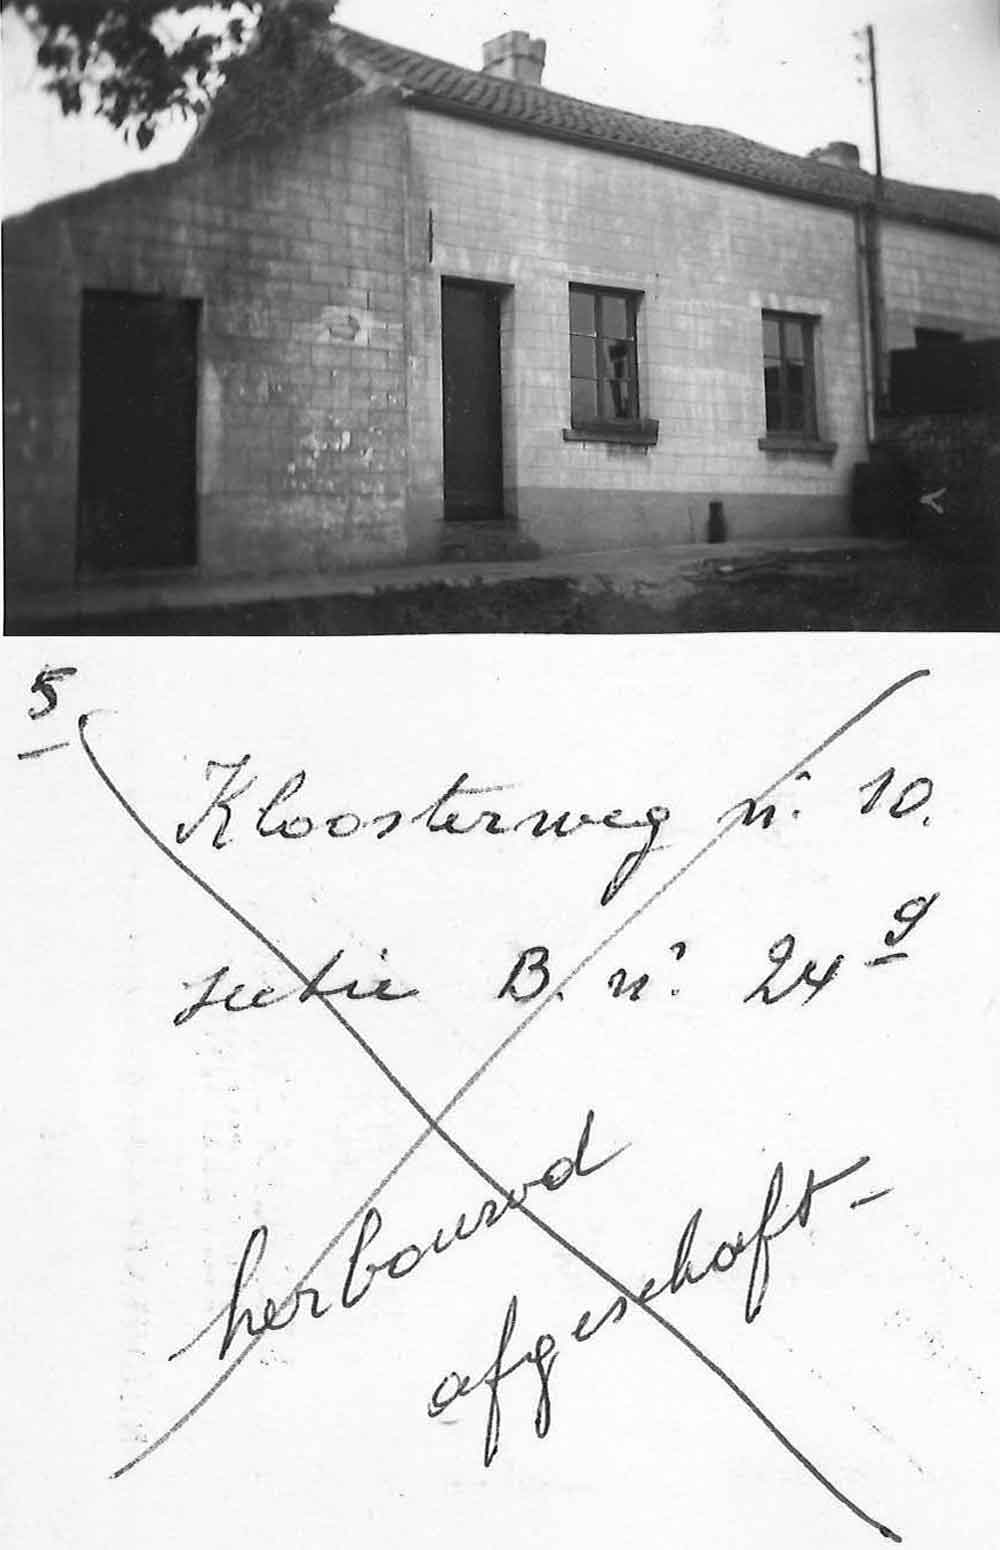 5
Kloosterweg n° 10.
sectie B. n° 24 g
herbouwd
afgeschaft -